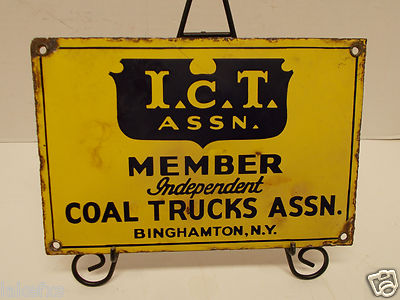 I.C.T.
ASSN.
MEMBER
Independent
COAL TRUCKS ASSN.
BINGHAMTON, N.Y.